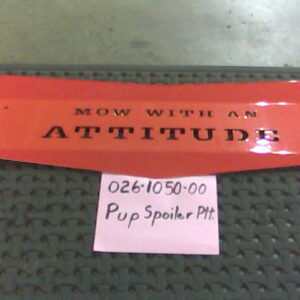 MOW WITH AN
ATTITUDE
026-1050-00
Pup Spoiler Plt.